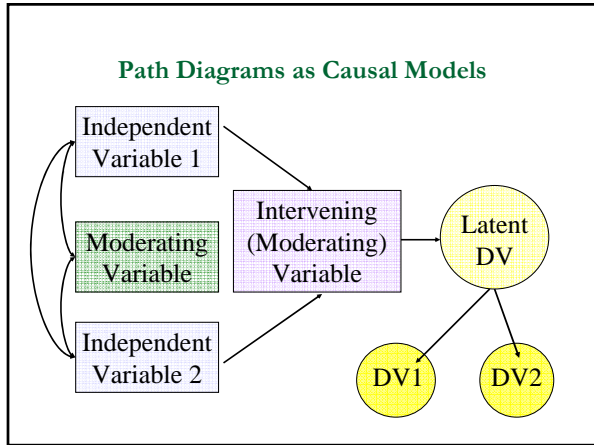 Path Diagrams as Causal Models
Independent
Variable 1
Moderating
Variable
Independent
Variable 2
Intervening
(Moderating)
Variable
Latent
DV
DV1
DV2